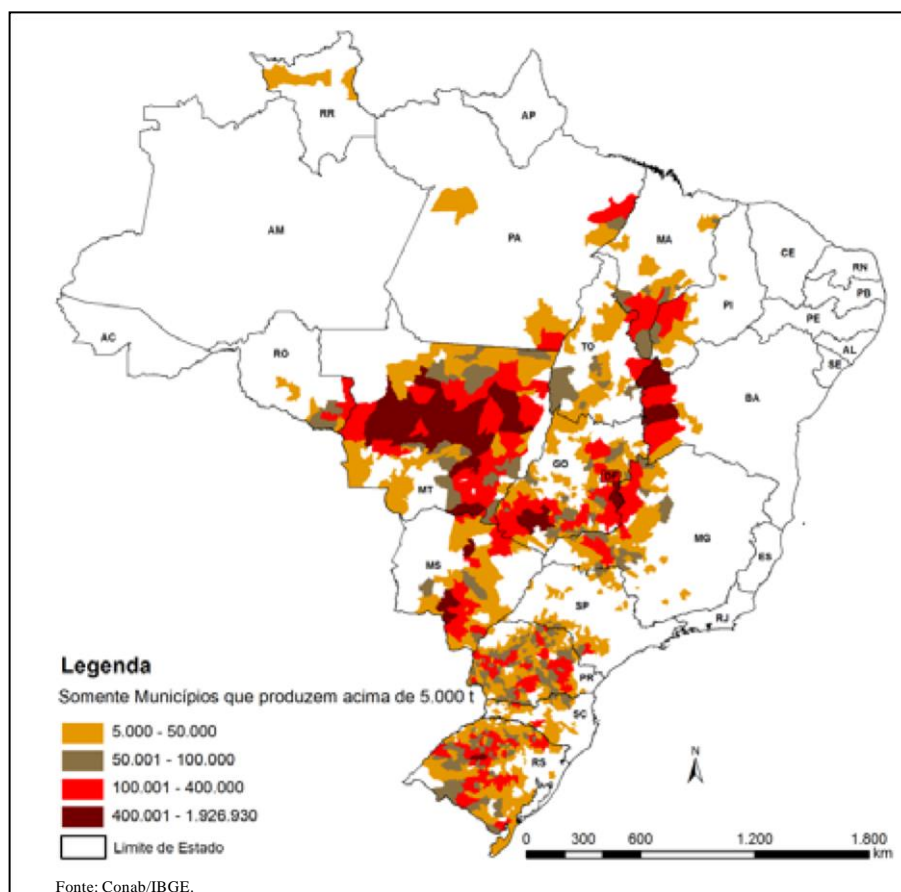 RR
AP
AM
PA
MA
CE
RN
PB
PE
AL
SE
PI
AC
RO
TO
BA
MT
GO
DF
MG
ES
MS
SP
RJ
PR
SC
RS
N
Legenda
Somente Municípios que produzem acima de 5.000 t
5.000 - 50.000
50.001 - 100.000
100.001 - 400.000
400.001 - 1.926.930
Limite de Estado
0 300 600 1.200 1.800
km
Fonte: Conab/IBGE.